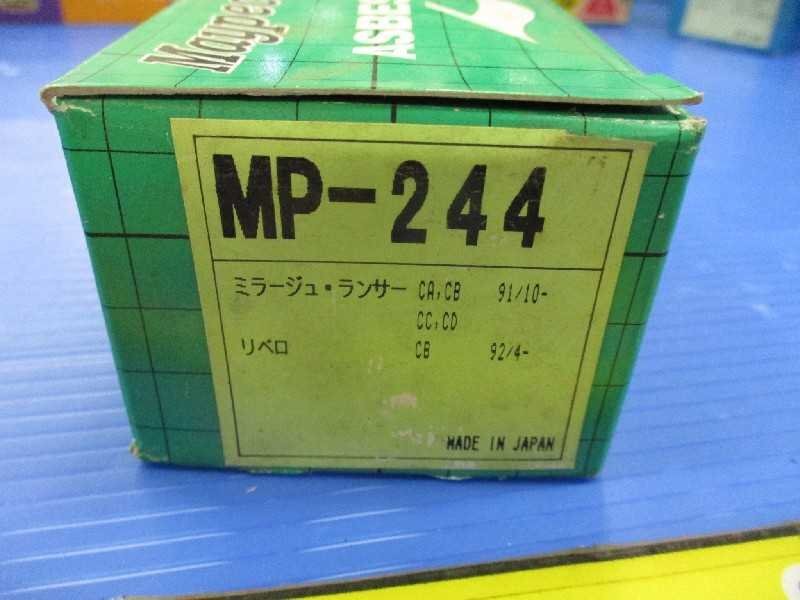 ASBES
MP-244
ミラージュ・ランサー CA,CB 91/10-
CC,CD
リベロ CB 92/4-
MADE IN JAPAN